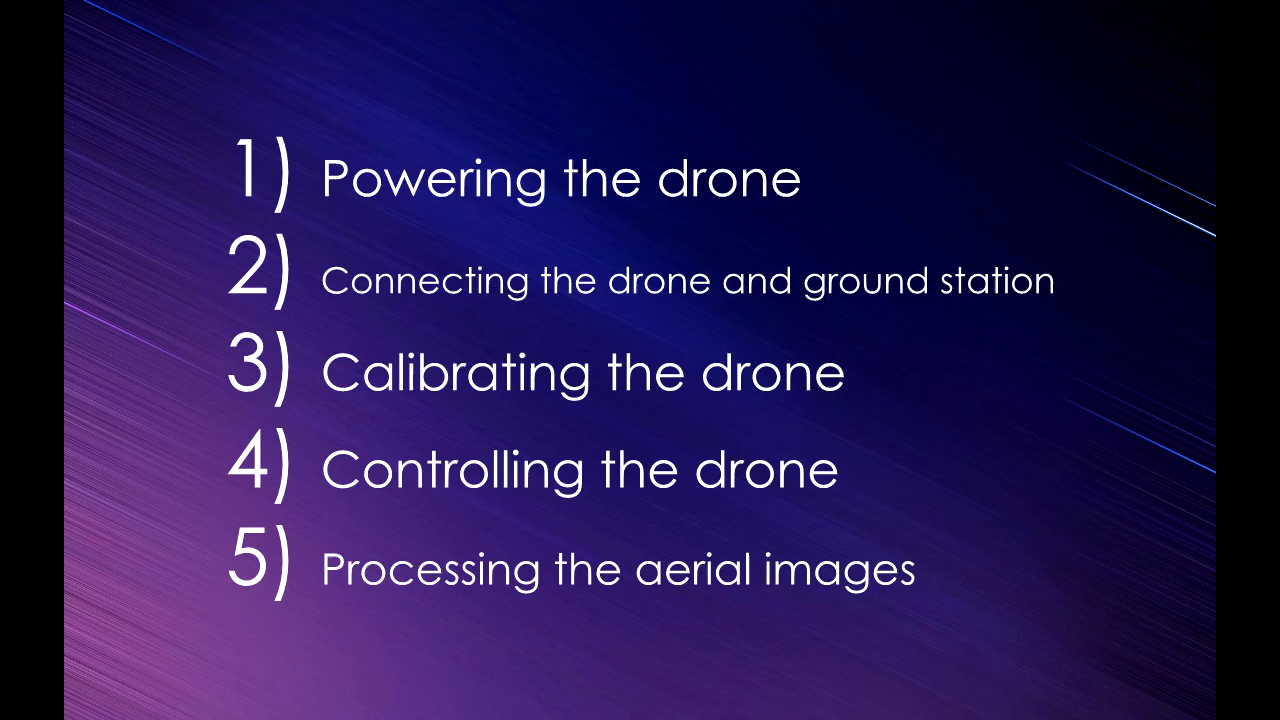 1) Powering the drone
2) Connecting the drone and ground station
3) Calibrating the drone
4) Controlling the drone
5) Processing the aerial images